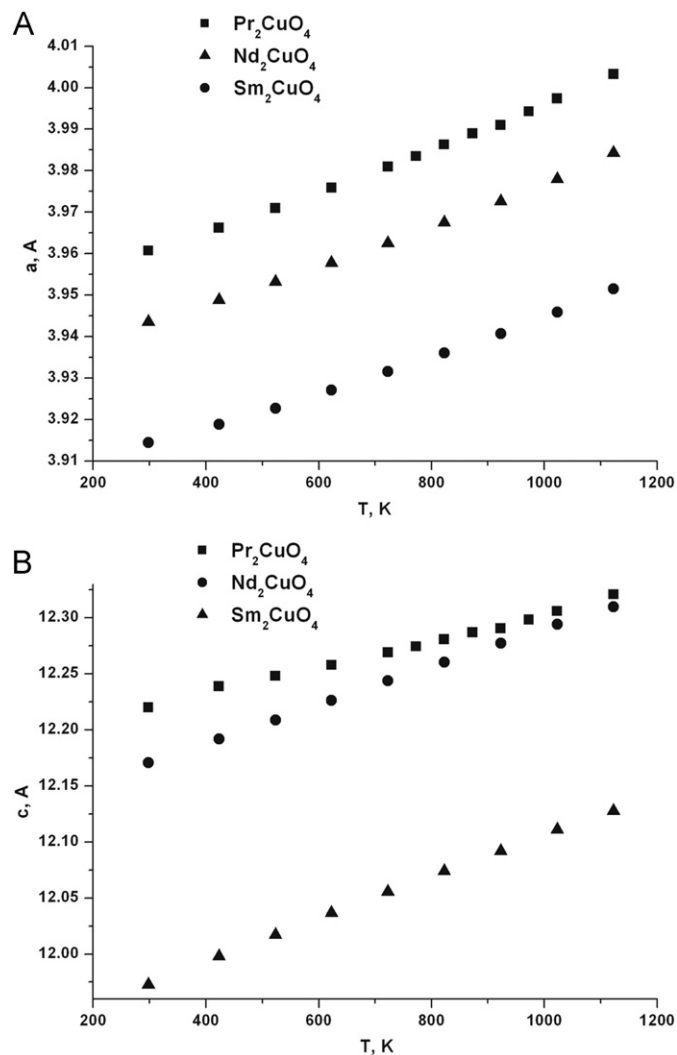 A
Pr₂CuO₄
Nd₂CuO₄
Sm₂CuO₄
4.01
4.00
3.99
3.98
3.97
3.96
3.95
3.94
3.93
3.92
3.91
a, A
200 400 600 800 1000 1200
T, K
B
Pr₂CuO₄
Nd₂CuO₄
Sm₂CuO₄
12.30
12.25
12.20
12.15
12.10
12.05
12.00
c, A
200 400 600 800 1000 1200
T, K